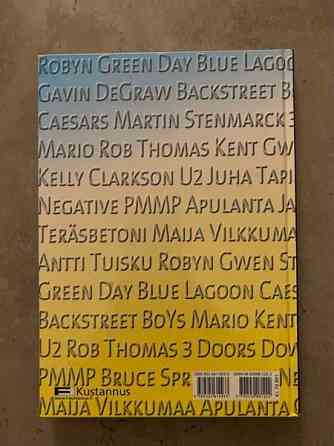 ROBYN GREEN DAY BLUE LAGOO
GAVIN DEGRAW BACKSTREET B
CAESARS MARTIN STENMARCK 3
MARIO ROB THOMAS KENT GW
KELLY CLARKSON U2 JUHA TAPI
NEGATIVE PMMP APULANTA JA
TERÄSBETONI MAIJA VILKKUMA
ANTTI TUISKU ROBYN GWEN ST
GREEN DAY BLUE LAGOON CAES
BACKSTREET BOYS MARIO KENT
U2 ROB THOMAS 3 DOORS DOW
PMMP BRUCE SPR NE
MAIJA VILKKUMAA APULANTA
Kustannus